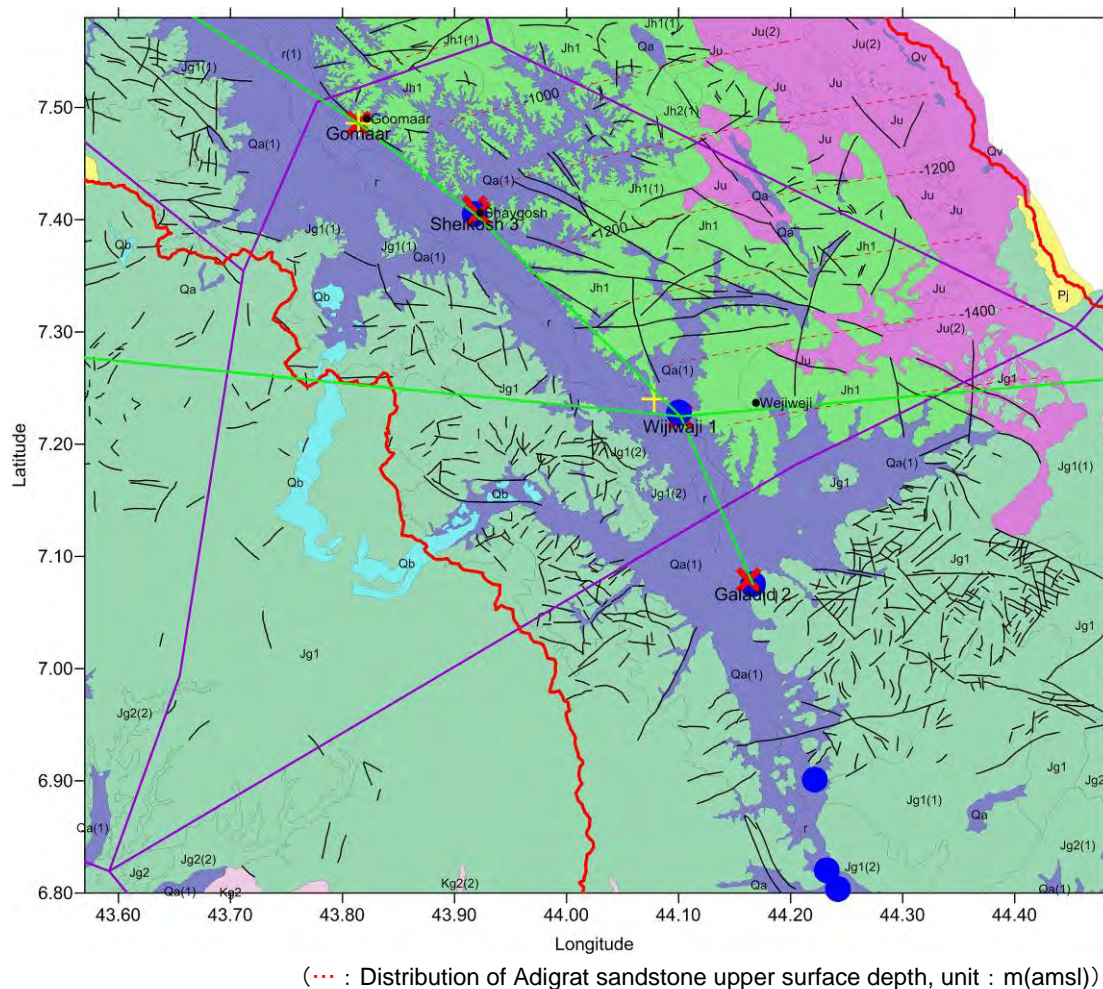 Jh1(1)
Jh1
Ju(2)
Ju(2)
Qa
Ju
Qv
r(1)
Jg1(1)
Jh1
Ju
Ju
7.50
-1000
Jh2(1)
Ju
Goomaar
Gomaar
Ju
Qa(1)
Qv
r
Qa(1)
Jh1(1)
Ju
-1200
Ju
Qa
7.40
Shaygosh
Ju
Shelkosh 3
Ju
-1200
Qb
Jg1(1)
Jg1(1)
Qa
Jh1
Qa(1)
Jh1
Qa
Qb
Ju
Pj
7.30
r
-1400
Ju(2)
Qa(1)
Ju
Jg1
Jg1
Jh1
Wejiweji
Latitude
7.20
Wijiwaji 1
Jg1(2)
Qa(1)
Jg1(1)
Qb
Jg1(2)
Jg1
r
7.10
Qb
Qa(1)
Jg1
Galadid 2
7.00
Jg1
Qa(1)
Jg1
Jg2(2)
6.90
Jg1
Jg2
Jg1(1)
Qa
Qa(1)
r
Jg2(1)
Jg2
Jg2(2)
Jg1(2)
6.80
Qa(1)
Kg2
Kg2(2)
Qa
Qa(1)
43.60 43.70 43.80 43.90 44.00 44.10 44.20 44.30 44.40
Longitude
(··· : Distribution of Adigrat sandstone upper surface depth, unit : m(amsl))